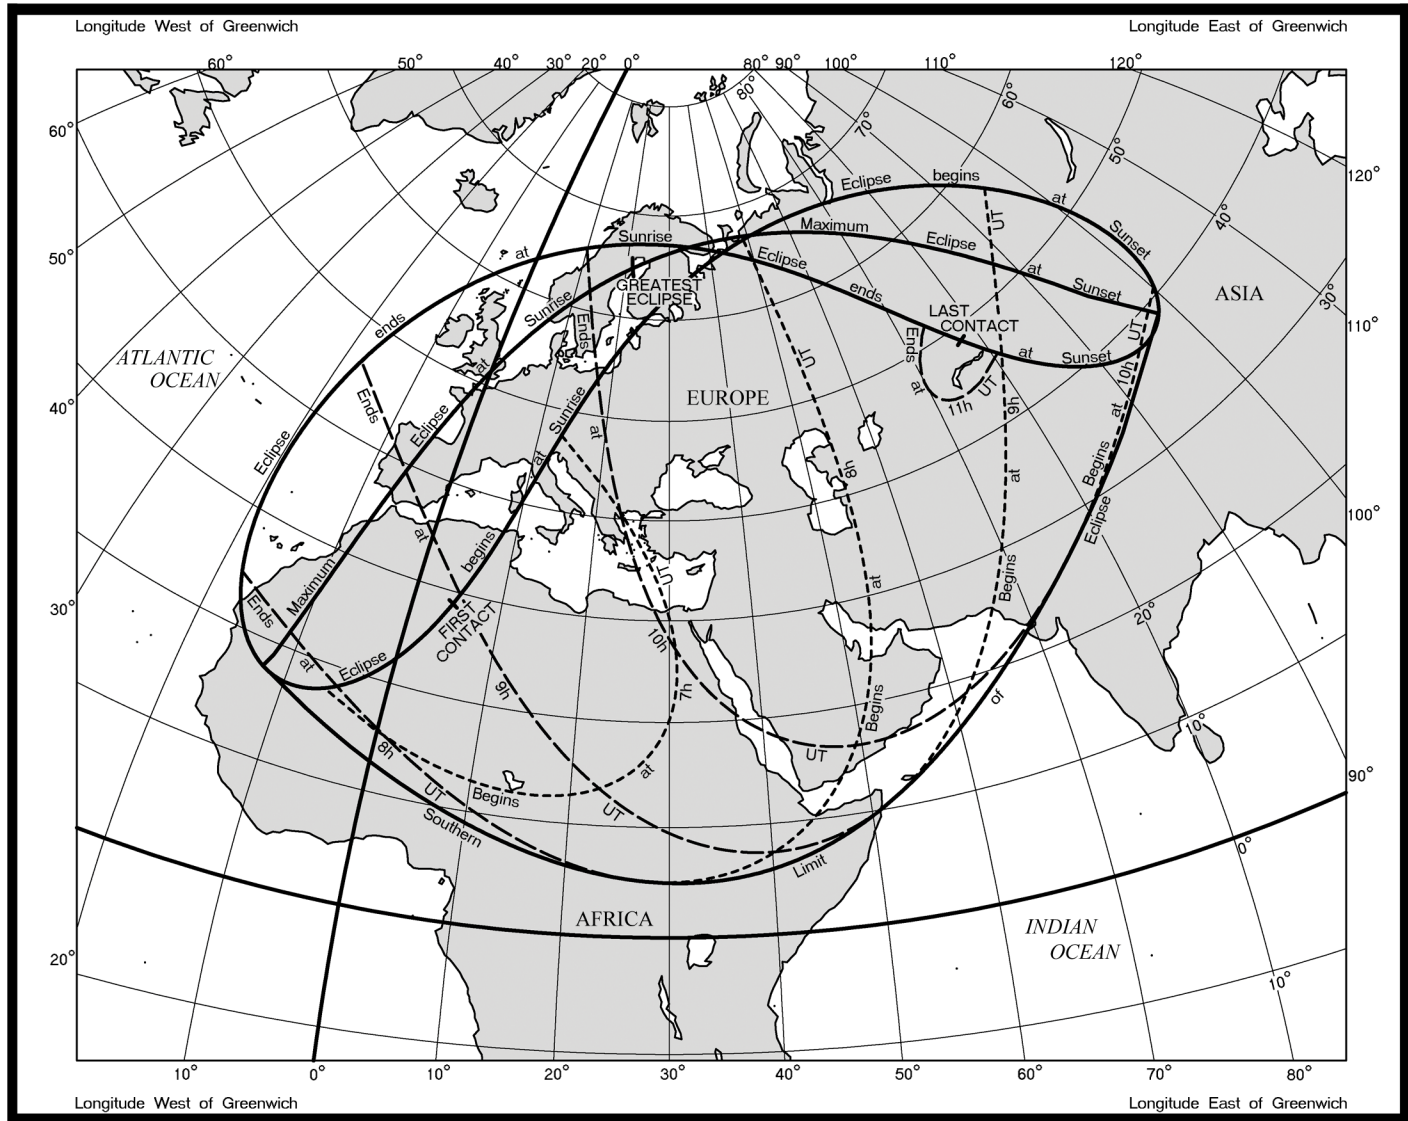 Longitude West of Greenwich
Longitude East of Greenwich
60°
50°
40°
30°
20°
0°
80°
90°
100°
110°
120°
60°
50°
40°
30°
20°
120°
110°
100°
90°
80°
70°
60°
50°
40°
30°
20°
10°
0°
10°
Eclipse begins at Sunset
Maximum Eclipse at Sunset
Eclipse ends at Sunset
Eclipse ends at Sunrise
Maximum Eclipse at Sunrise
Eclipse begins at Sunrise
GREATEST
ECLIPSE
LAST
CONTACT
FIRST
CONTACT
ASIA
ATLANTIC
OCEAN
EUROPE
AFRICA
INDIAN
OCEAN
Ends at 8h UT
Ends at 9h UT
Ends at 10h UT
Ends at 11h UT
Begins at 7h UT
Begins at 8h UT
Begins at 9h UT
Begins at 10h UT
Southern Limit of Eclipse
10°
0°
10°
20°
30°
40°
50°
60°
70°
80°
Longitude West of Greenwich
Longitude East of Greenwich